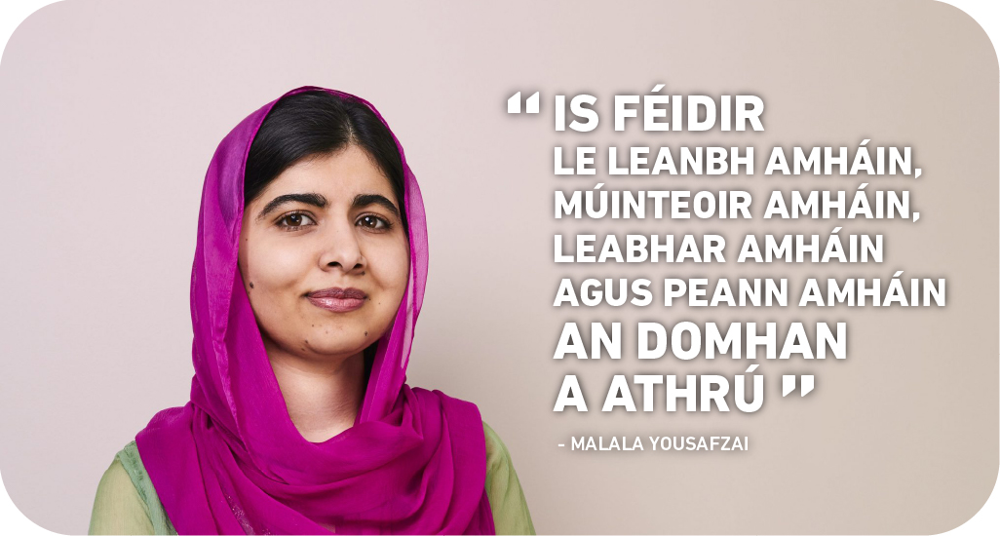 “ IS FÉIDIR
LE LEANBH AMHÁIN,
MÚINTEOIR AMHÁIN,
LEABHAR AMHÁIN
AGUS PEANN AMHÁIN
AN DOMHAN
A ATHRÚ ”
- MALALA YOUSAFZAI